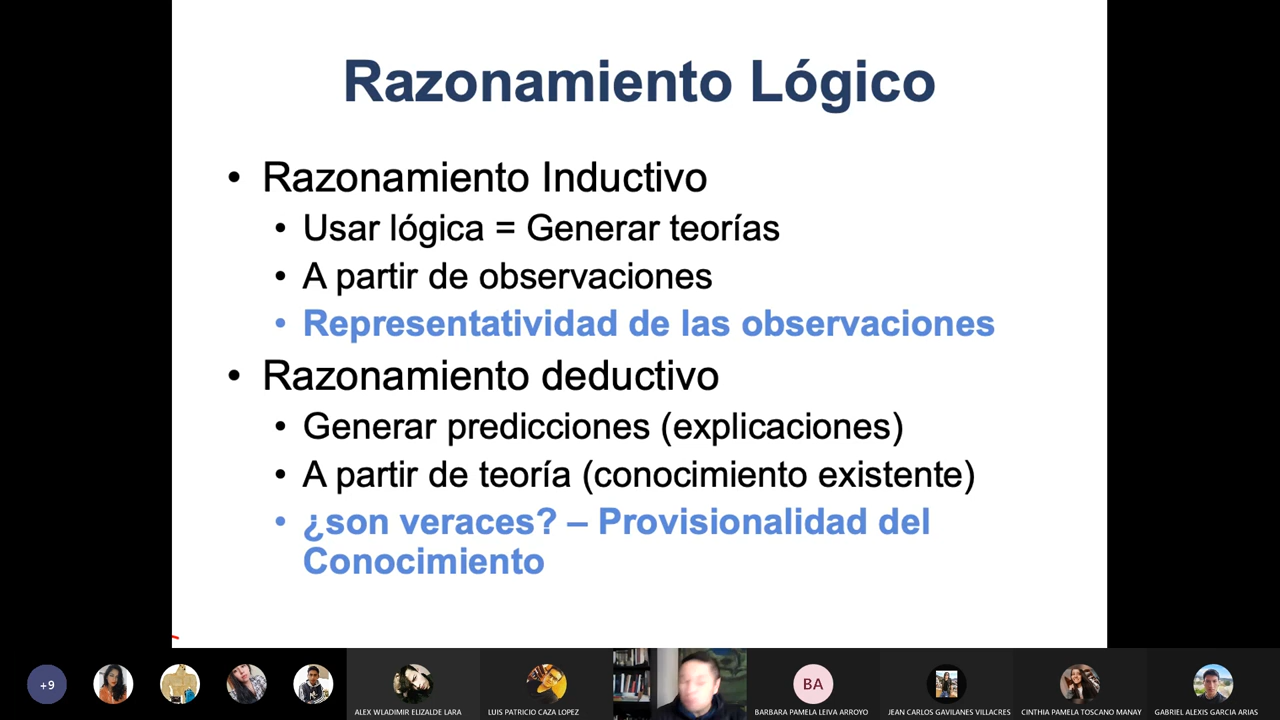 Razonamiento Lógico
• Razonamiento Inductivo
• Usar lógica = Generar teorías
• A partir de observaciones
• Representatividad de las observaciones
• Razonamiento deductivo
• Generar predicciones (explicaciones)
• A partir de teoría (conocimiento existente)
• ¿son veraces? – Provisionalidad del
Conocimiento
+9
BA
ALEX WLADIMIR ELIZALDE LARA
LUIS PATRICIO CAZA LOPEZ
BARBARA PAMELA LEIVA ARROYO
JEAN CARLOS GAVILANES VILLACRES
CINTHIA PAMELA TOSCANO MANAY
GABRIEL ALEXIS GARCIA ARIAS